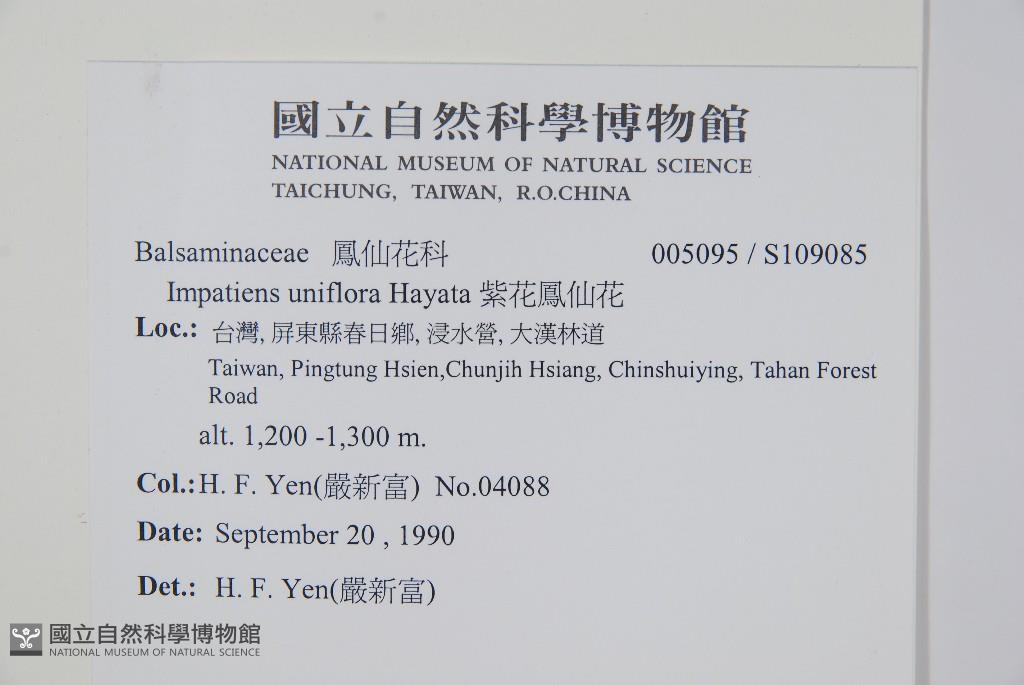 國立自然科學博物館
NATIONAL MUSEUM OF NATURAL SCIENCE
TAICHUNG, TAIWAN, R.O.CHINA
Balsaminaceae 鳳仙花科 005095 / S109085
Impatiens uniflora Hayata 紫花鳳仙花
Loc.: 台灣, 屏東縣春日鄉, 浸水營, 大漢林道
Taiwan, Pingtung Hsien,Chunjih Hsiang, Chinshuiying, Tahan Forest
Road
alt. 1,200 -1,300 m.
Col.:H. F. Yen(嚴新富) No.04088
Date: September 20 , 1990
Det.: H. F. Yen(嚴新富)
國立自然科學博物館
NATIONAL MUSEUM OF NATURAL SCIENCE